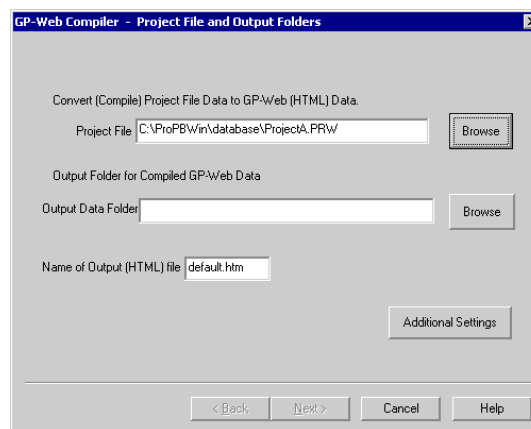 GP-Web Compiler - Project File and Output Folders
Convert (Compile) Project File Data to GP-Web (HTML) Data.
Project File C:\ProPBWin\database\ProjectA.PRW Browse
Output Folder for Compiled GP-Web Data
Output Data Folder Browse
Name of Output (HTML) file default.htm
Additional Settings
< Back Next > Cancel Help